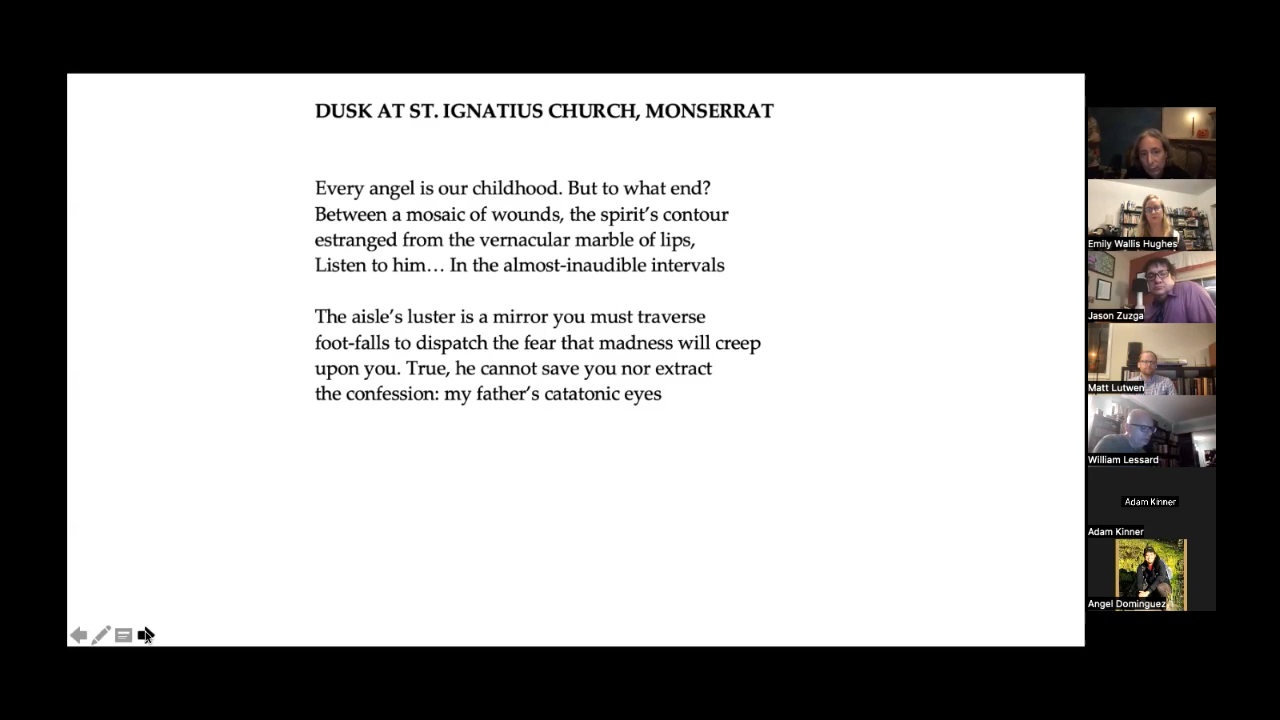 DUSK AT ST. IGNATIUS CHURCH, MONSERRAT
Every angel is our childhood. But to what end?
Between a mosaic of wounds, the spirit's contour
estranged from the vernacular marble of lips,
Listen to him… In the almost-inaudible intervals
The aisle's luster is a mirror you must traverse
foot-falls to dispatch the fear that madness will creep
upon you. True, he cannot save you nor extract
the confession: my father's catatonic eyes
Emily Wallis Hughes
Jason Zuzga
Matt Lutwen
William Lessard
Adam Kinner
Adam Kinner
Angel Dominguez